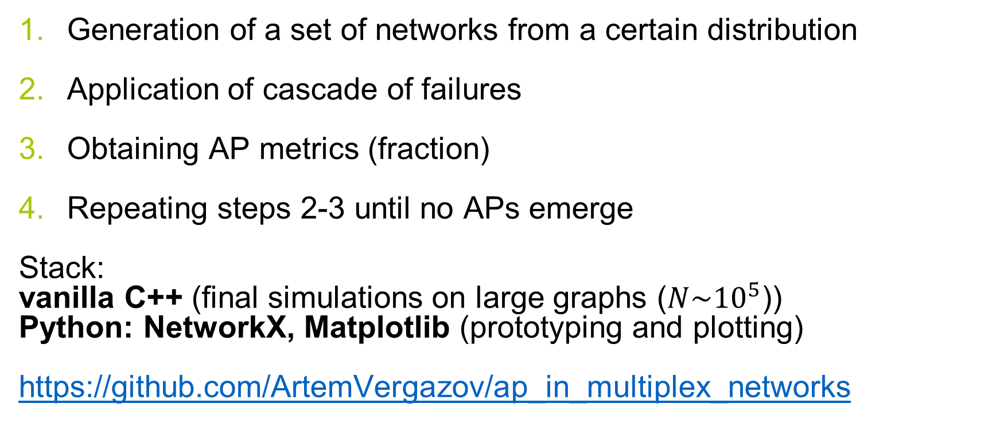 1. Generation of a set of networks from a certain distribution
2. Application of cascade of failures
3. Obtaining AP metrics (fraction)
4. Repeating steps 2-3 until no APs emerge
Stack:
vanilla C++ (final simulations on large graphs (N~10⁵))
Python: NetworkX, Matplotlib (prototyping and plotting)
https://github.com/ArtemVergazov/ap_in_multiplex_networks